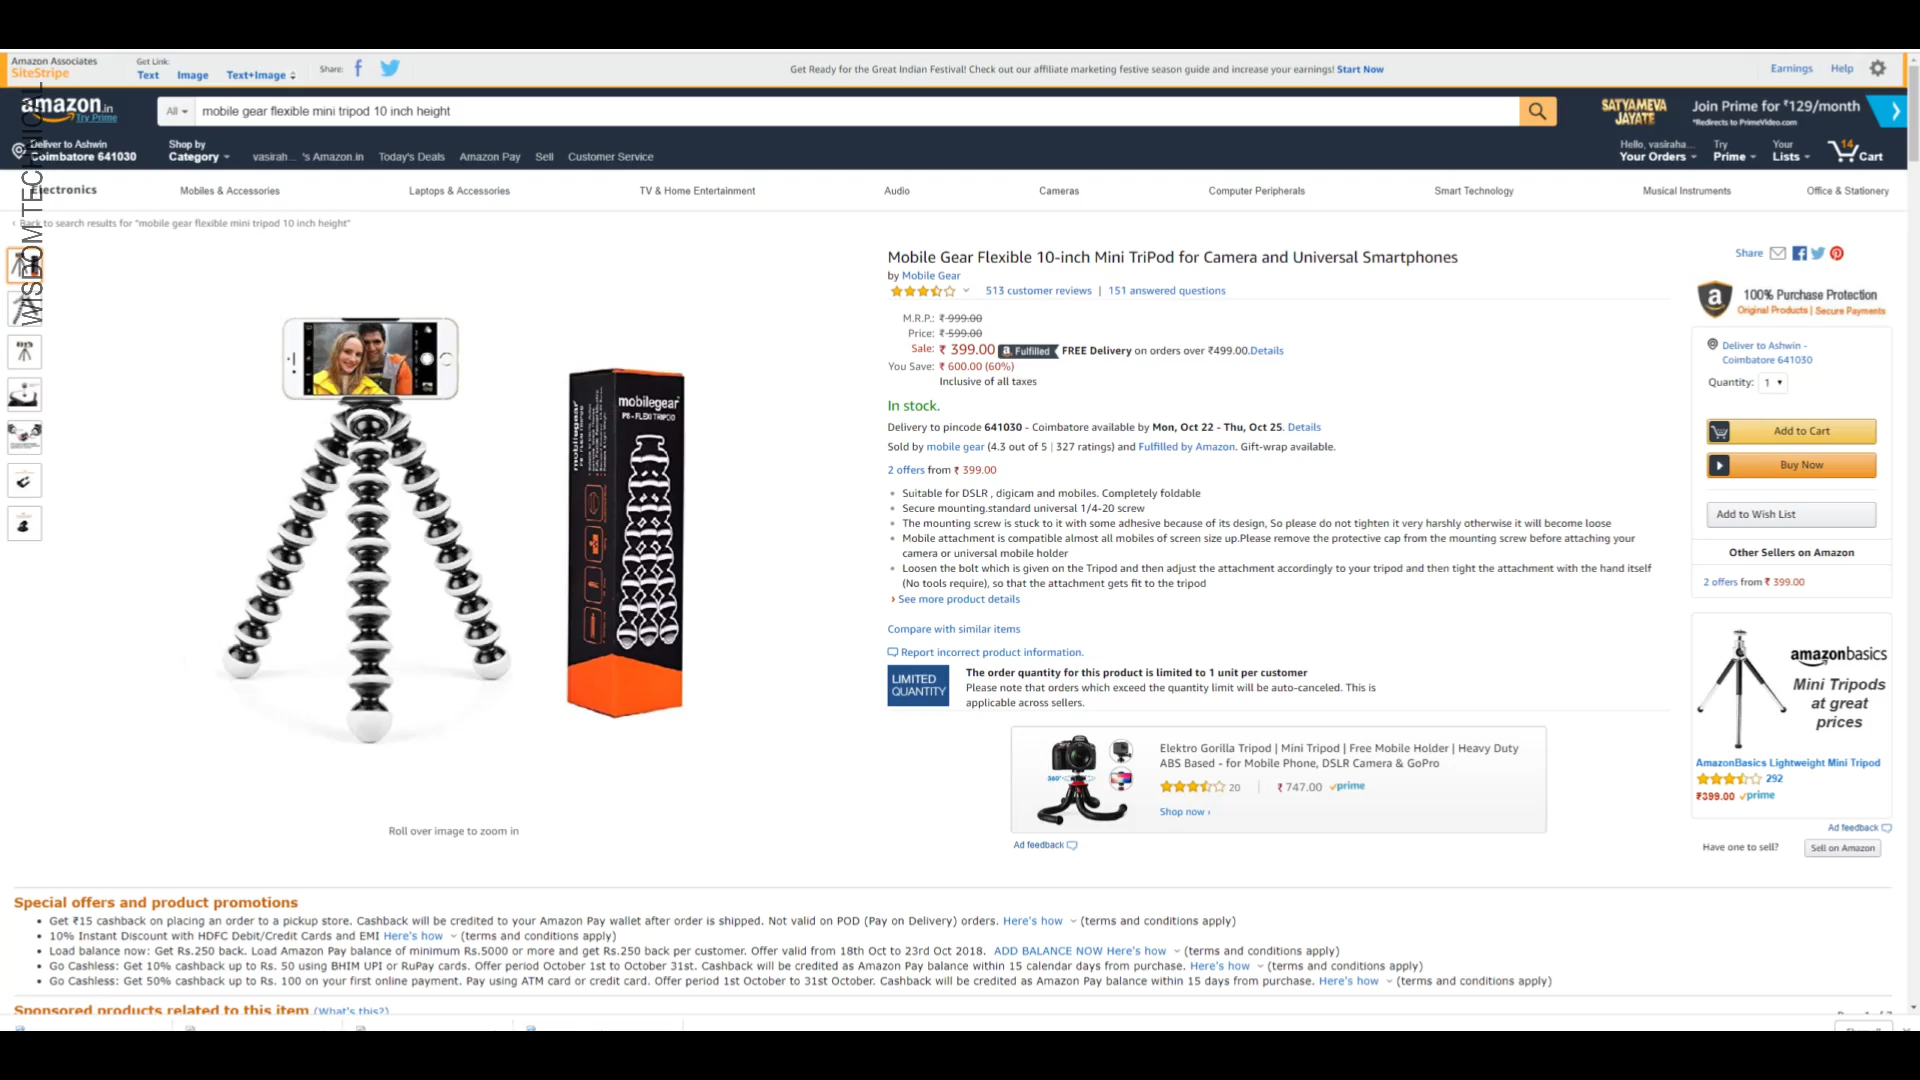 Amazon Associates
SiteStripe
Get Link:
Text Image Text+Image
Share:
Get Ready for the Great Indian Festival! Check out our affiliate marketing festive season guide and increase your earnings! Start Now
Earnings Help
amazon.in
Try Prime
All
mobile gear flexible mini tripod 10 inch height
SATYAMEVA
JAYATE
Join Prime for ₹129/month
*Redirects to PrimeVideo.com
Deliver to Ashwin
Coimbatore 641030
Shop by
Category
vasirah... 's Amazon.in Today's Deals Amazon Pay Sell Customer Service
Hello, vasiraha...
Your Orders
Try
Prime
Your
Lists
14
Cart
WISDOM TECHNICAL
Electronics Mobiles & Accessories Laptops & Accessories TV & Home Entertainment Audio Cameras Computer Peripherals Smart Technology Musical Instruments Office & Stationery
‹ Back to search results for "mobile gear flexible mini tripod 10 inch height"
mobilegear
P6 - FLEXI TRIPOD
mobilegear
Roll over image to zoom in
Mobile Gear Flexible 10-inch Mini TriPod for Camera and Universal Smartphones
by Mobile Gear
513 customer reviews | 151 answered questions
M.R.P.: ₹ 999.00
Price: ₹ 599.00
Sale: ₹ 399.00 a Fulfilled FREE Delivery on orders over ₹499.00.Details
You Save: ₹ 600.00 (60%)
Inclusive of all taxes
In stock.
Delivery to pincode 641030 - Coimbatore available by Mon, Oct 22 - Thu, Oct 25. Details
Sold by mobile gear (4.3 out of 5 | 327 ratings) and Fulfilled by Amazon. Gift-wrap available.
2 offers from ₹ 399.00
Suitable for DSLR , digicam and mobiles. Completely foldable
Secure mounting.standard universal 1/4-20 screw
The mounting screw is stuck to it with some adhesive because of its design, So please do not tighten it very harshly otherwise it will become loose
Mobile attachment is compatible almost all mobiles of screen size up.Please remove the protective cap from the mounting screw before attaching your
camera or universal mobile holder
Loosen the bolt which is given on the Tripod and then adjust the attachment accordingly to your tripod and then tight the attachment with the hand itself
(No tools require), so that the attachment gets fit to the tripod
› See more product details
Compare with similar items
Report incorrect product information.
LIMITED
QUANTITY
The order quantity for this product is limited to 1 unit per customer
Please note that orders which exceed the quantity limit will be auto-canceled. This is
applicable across sellers.
360°
Elektro Gorilla Tripod | Mini Tripod | Free Mobile Holder | Heavy Duty
ABS Based - for Mobile Phone, DSLR Camera & GoPro
20 | ₹ 747.00 prime
Shop now ›
Ad feedback
Share
a
100% Purchase Protection
Original Products | Secure Payments
Deliver to Ashwin -
Coimbatore 641030
Quantity: 1
Add to Cart
Buy Now
Add to Wish List
Other Sellers on Amazon
2 offers from ₹ 399.00
amazonbasics
Mini Tripods
at great
prices
AmazonBasics Lightweight Mini Tripod
292
₹399.00 prime
Ad feedback
Have one to sell? Sell on Amazon
Special offers and product promotions
Get ₹15 cashback on placing an order to a pickup store. Cashback will be credited to your Amazon Pay wallet after order is shipped. Not valid on POD (Pay on Delivery) orders. Here's how (terms and conditions apply)
10% Instant Discount with HDFC Debit/Credit Cards and EMI Here's how (terms and conditions apply)
Load balance now: Get Rs.250 back. Load Amazon Pay balance of minimum Rs.5000 or more and get Rs.250 back per customer. Offer valid from 18th Oct to 23rd Oct 2018. ADD BALANCE NOW Here's how (terms and conditions apply)
Go Cashless: Get 10% cashback up to Rs. 50 using BHIM UPI or RuPay cards. Offer period October 1st to October 31st. Cashback will be credited as Amazon Pay balance within 15 calendar days from purchase. Here's how (terms and conditions apply)
Go Cashless: Get 50% cashback up to Rs. 100 on your first online payment. Pay using ATM card or credit card. Offer period 1st October to 31st October. Cashback will be credited as Amazon Pay balance within 15 days from purchase. Here's how (terms and conditions apply)
Sponsored products related to this item (What's this?)